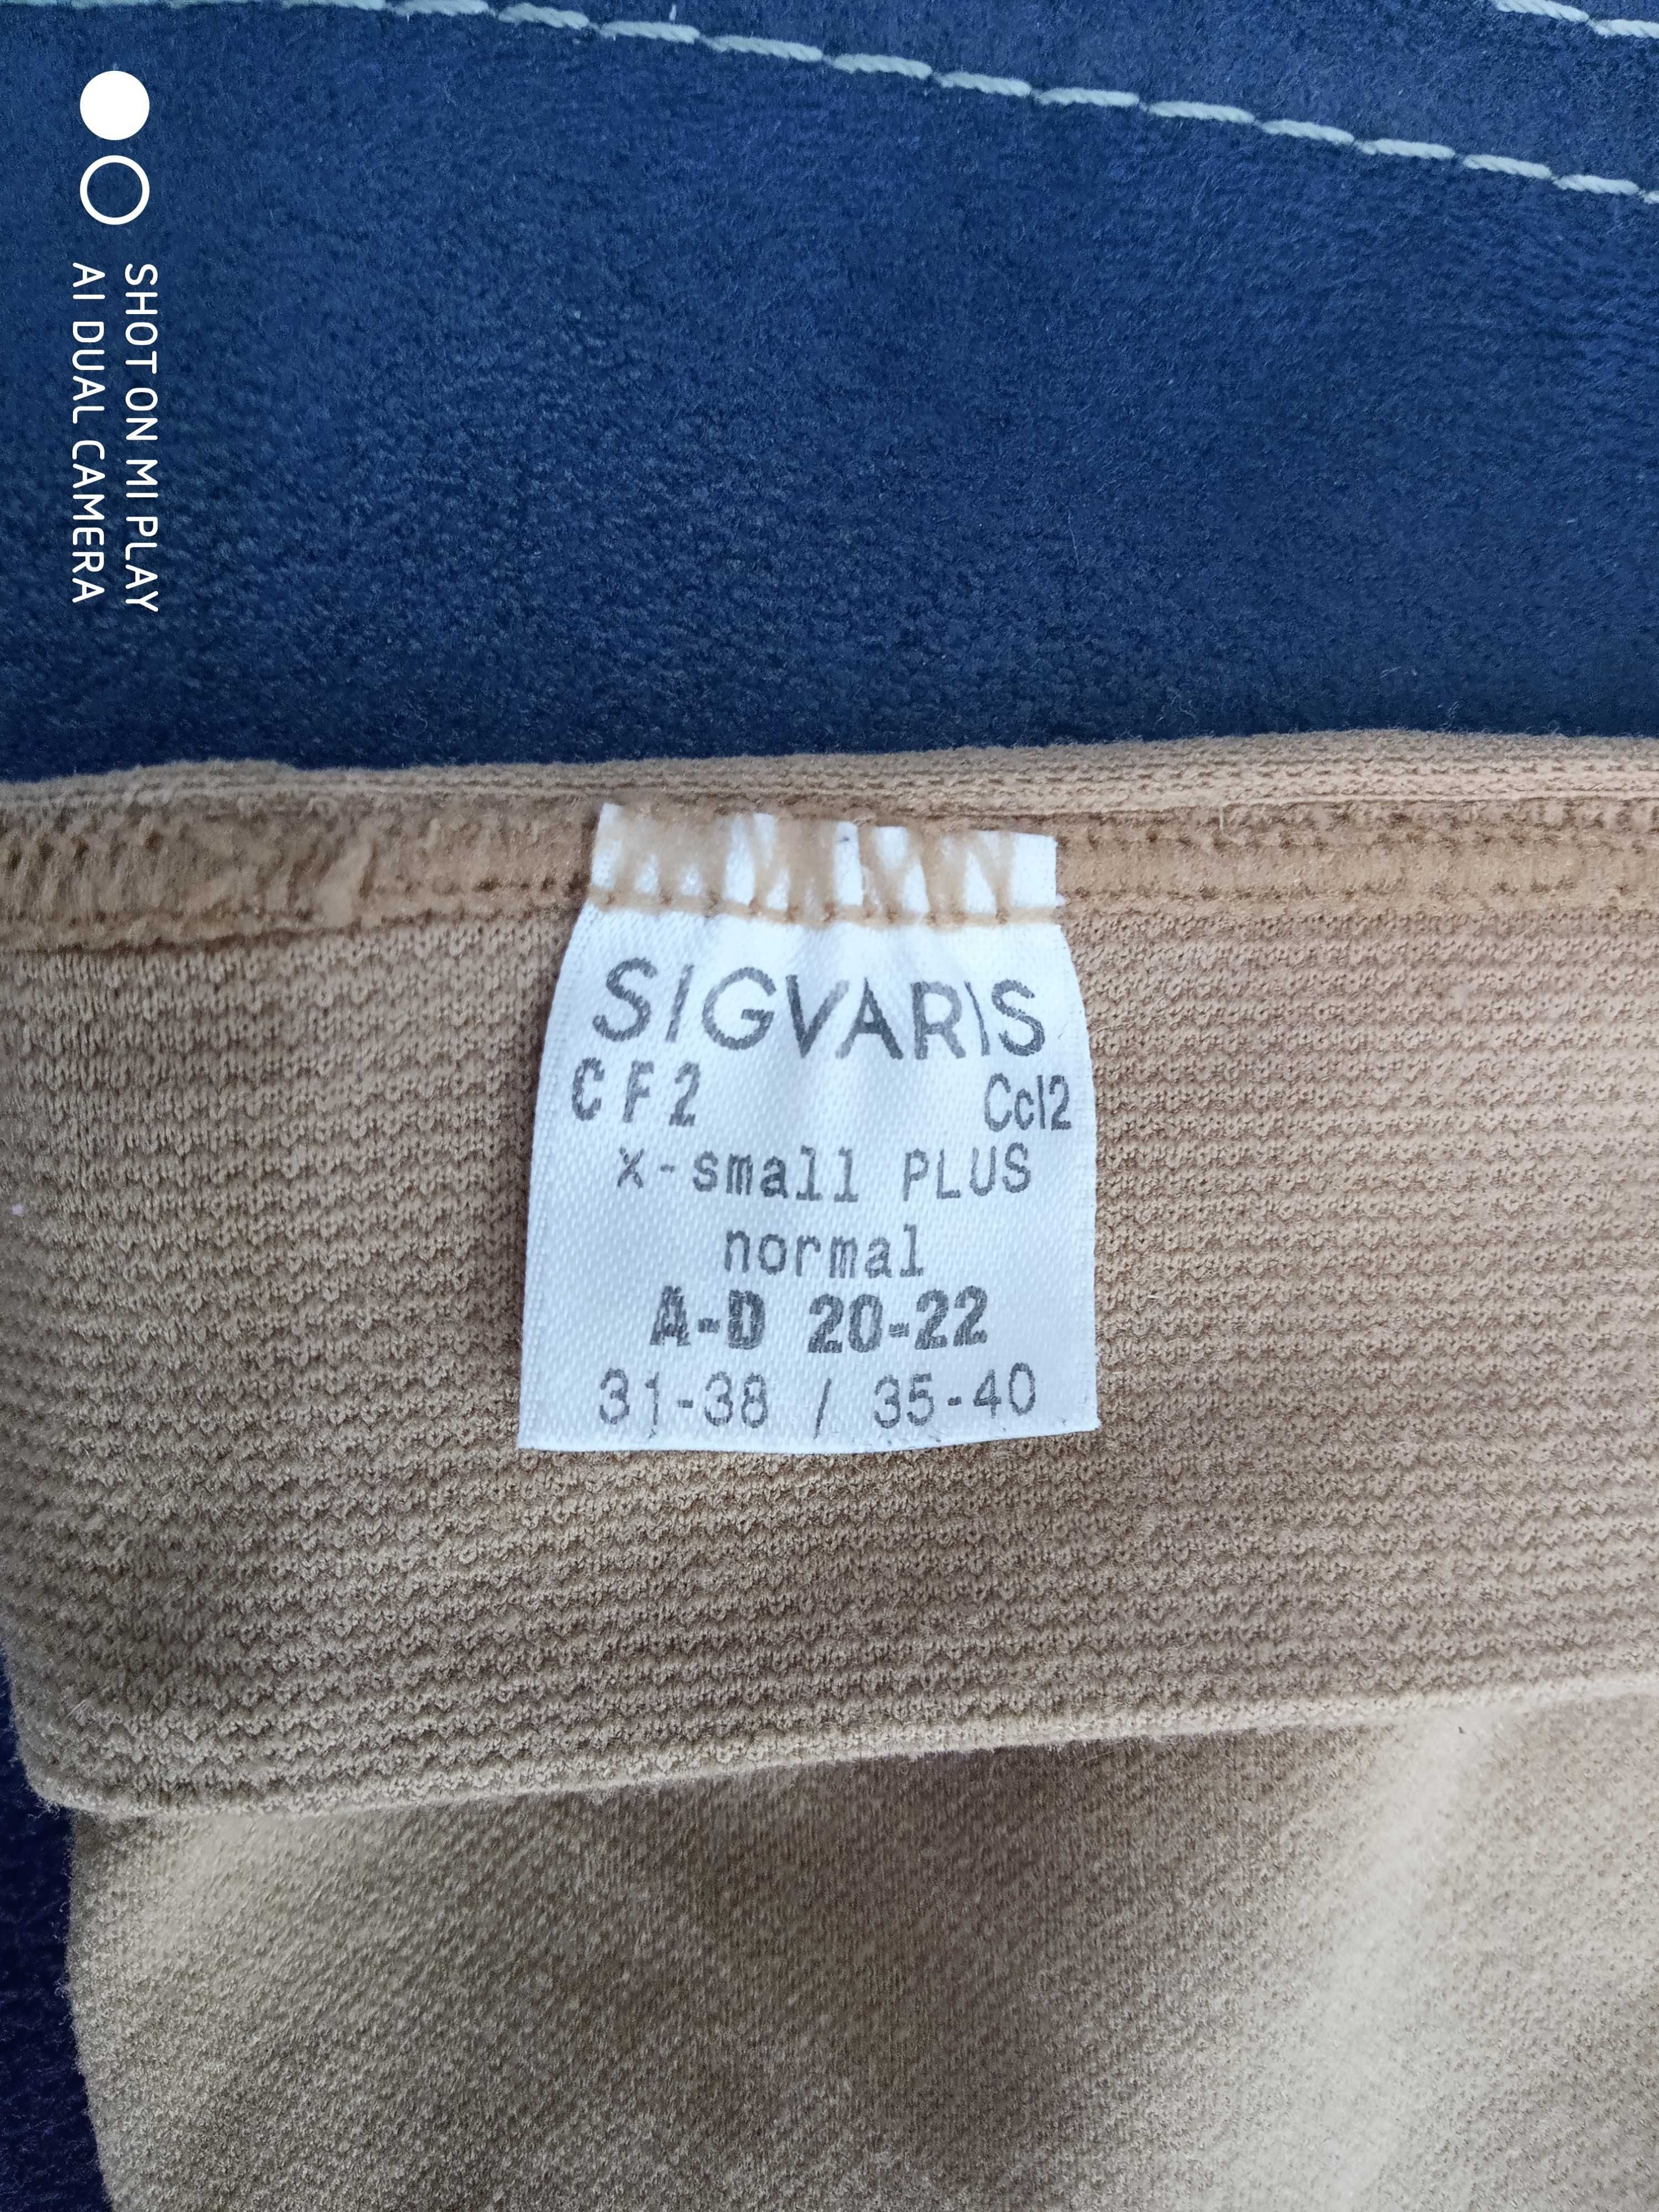 SHOT ON MI PLAY
AI DUAL CAMERA
SIGVARIS
CF2 Ccl2
x-small PLUS
normal
A-D 20-22
31-38 / 35-40